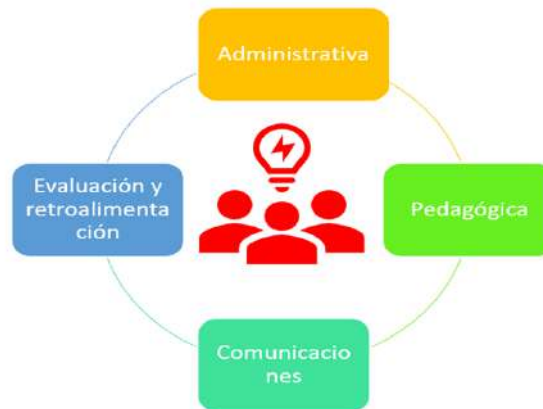 Administrativa
Evaluación y
retroalimenta
ción
Pedagógica
Comunicacio
nes